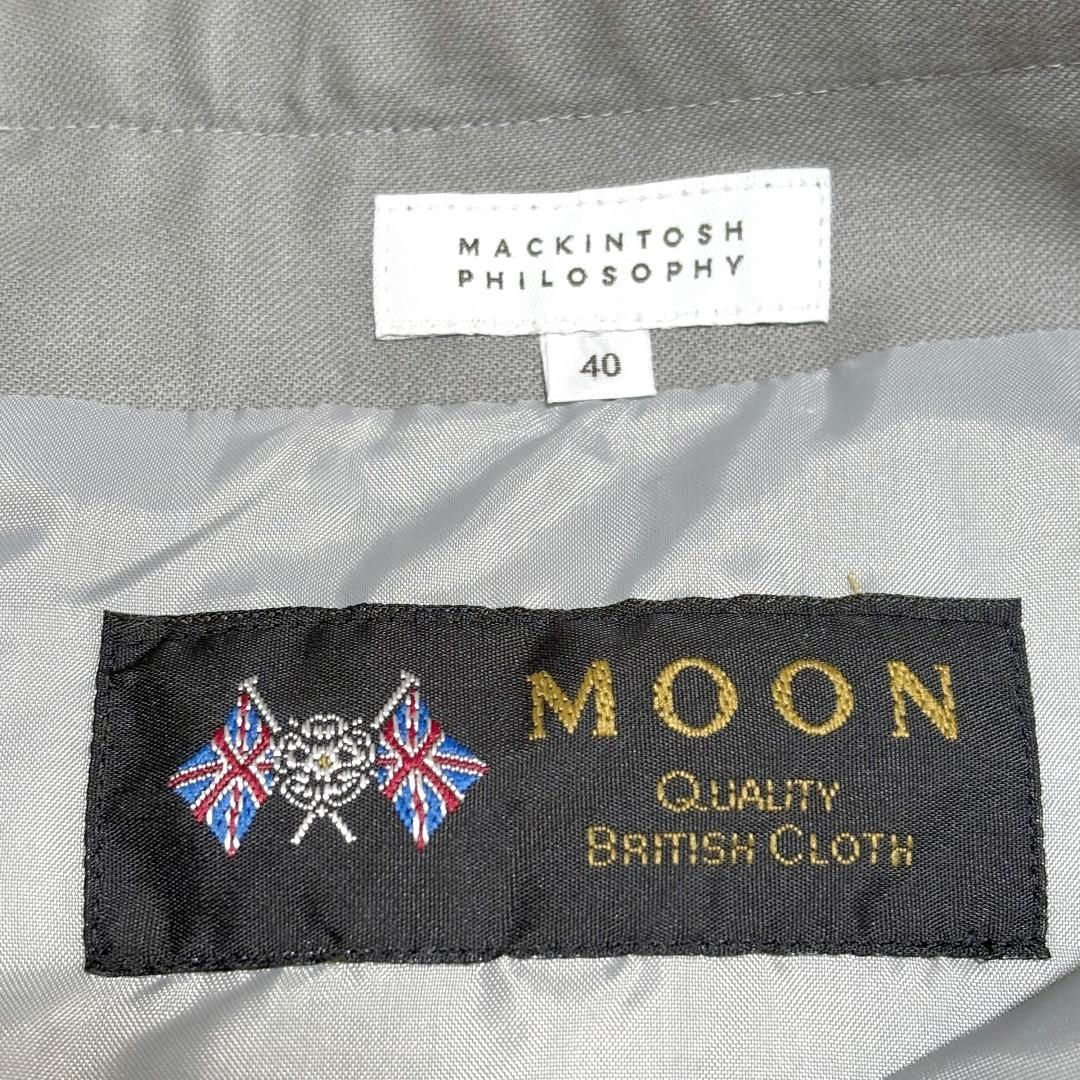 MACKINTOSH
PHILOSOPHY
40
MOON
QUALITY
BRITISH CLOTH